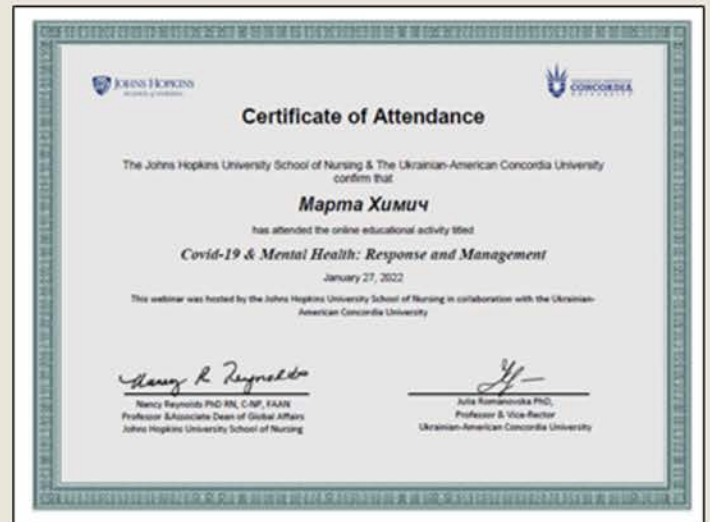 JOHNS HOPKINS
SCHOOL of NURSING
CONCORDIA
UNIVERSITY
Certificate of Attendance
The Johns Hopkins University School of Nursing & The Ukrainian-American Concordia University
confirm that
Марта Химич
has attended the online educational activity titled
Covid-19 & Mental Health: Response and Management
January 27, 2022
This webinar was hosted by the Johns Hopkins University School of Nursing in collaboration with the Ukrainian-
American Concordia University
Nancy R Reynolds
Nancy Reynolds PhD RN, C-NP, FAAN
Professor &Associate Dean of Global Affairs
Johns Hopkins University School of Nursing
Julia Romanovska PhD,
Professor & Vice-Rector
Ukrainian-American Concordia University